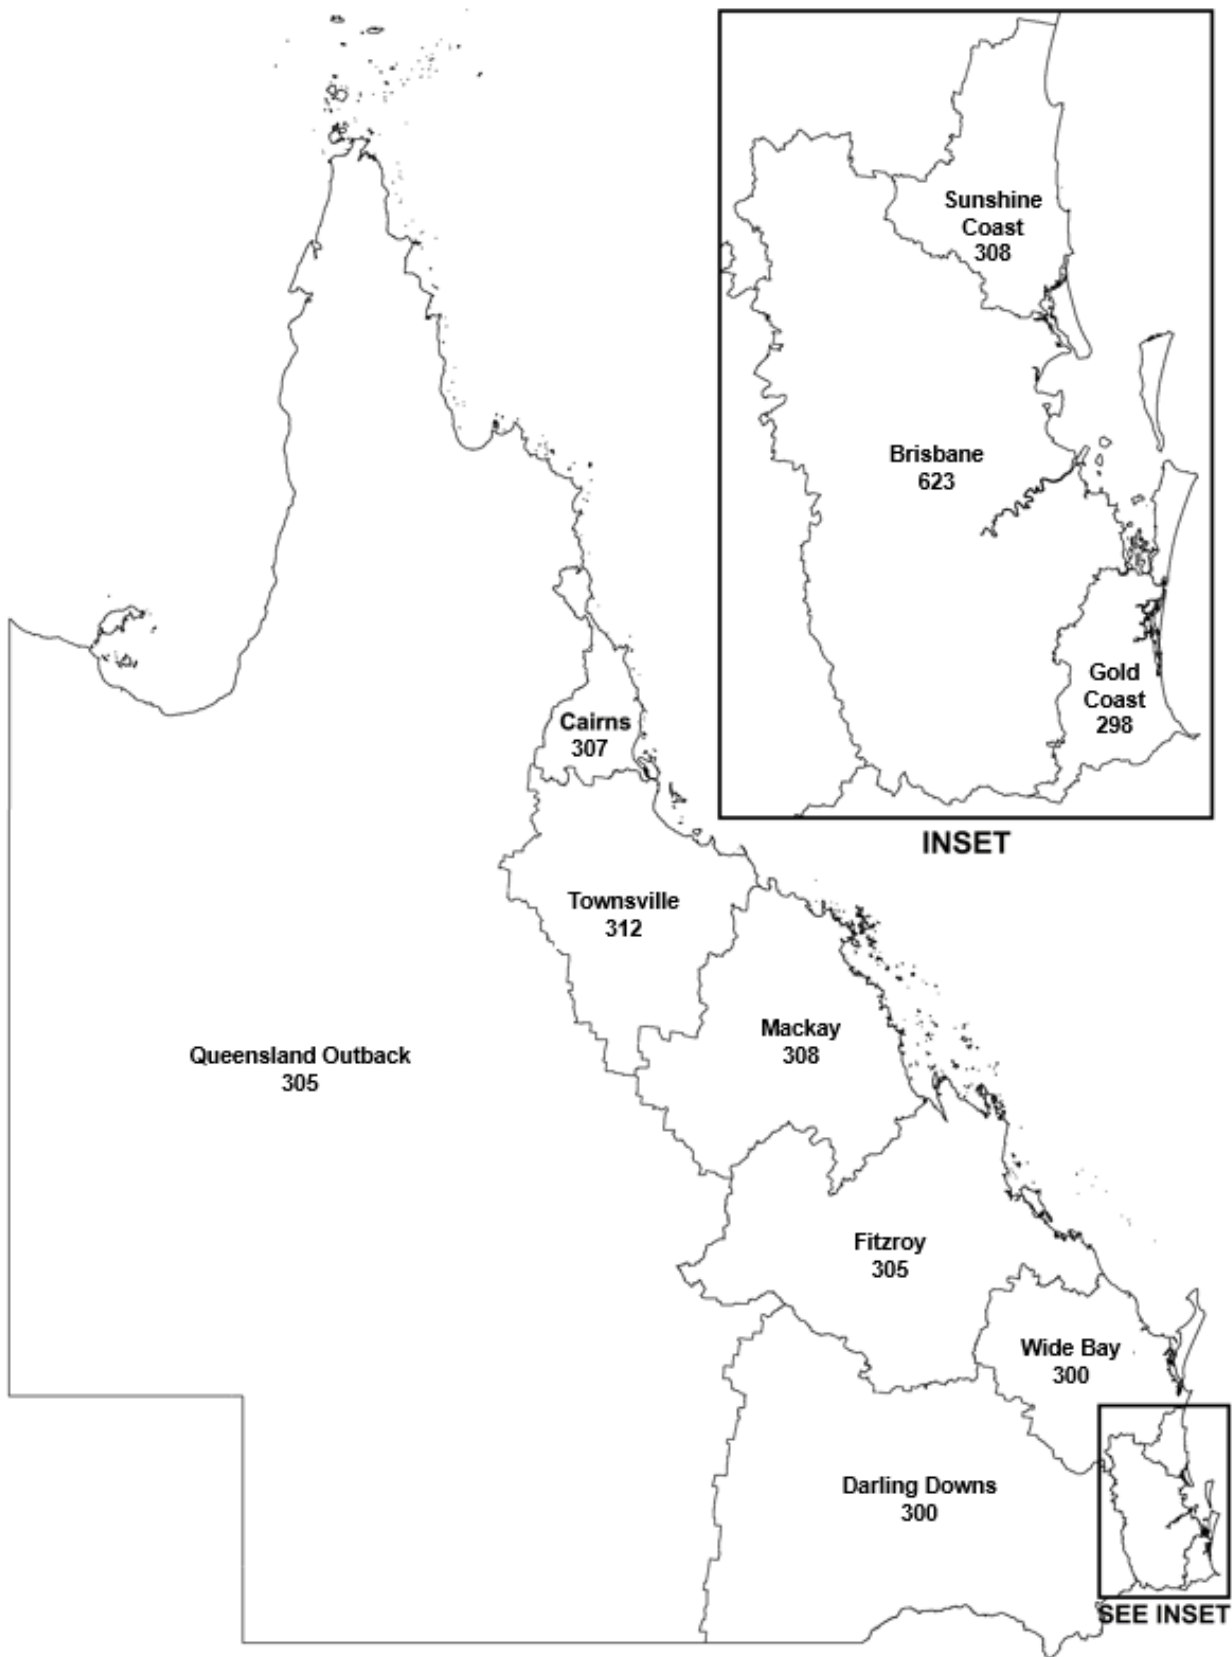 Sunshine
Coast
308
Brisbane
623
Gold
Coast
298
INSET
Cairns
307
Townsville
312
Mackay
308
Queensland Outback
305
Fitzroy
305
Wide Bay
300
Darling Downs
300
SEE INSET